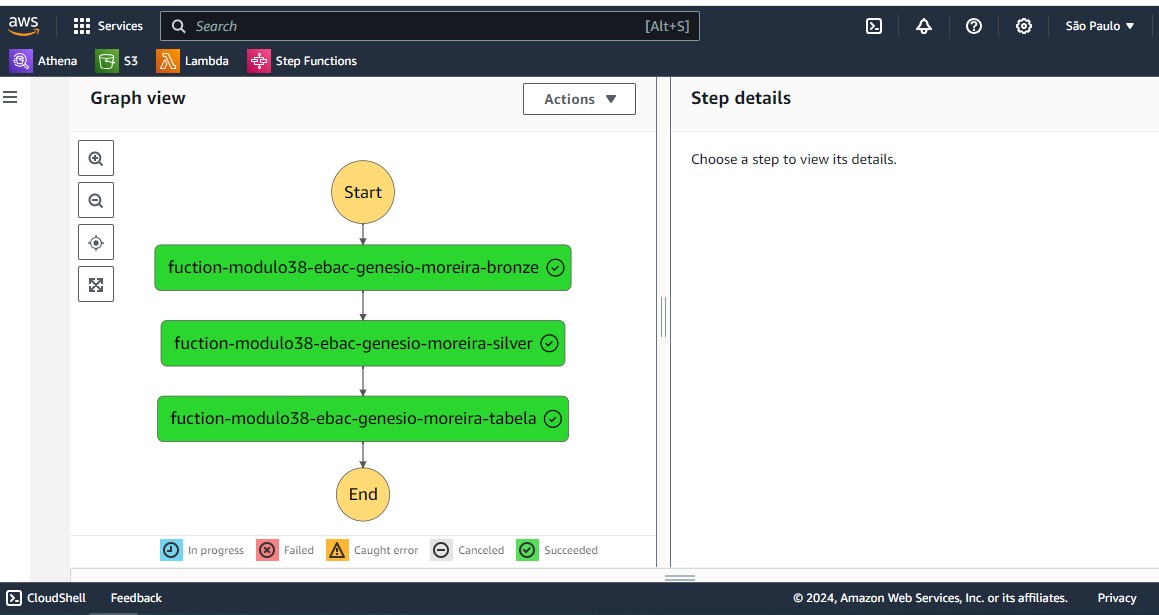 aws
Services
Search
[Alt+S]
São Paulo
Athena
S3
Lambda
Step Functions
Graph view
Actions
Step details
Choose a step to view its details.
Start
fuction-modulo38-ebac-genesio-moreira-bronze
fuction-modulo38-ebac-genesio-moreira-silver
fuction-modulo38-ebac-genesio-moreira-tabela
End
In progress
Failed
Caught error
Canceled
Succeeded
CloudShell
Feedback
© 2024, Amazon Web Services, Inc. or its affiliates.
Privacy